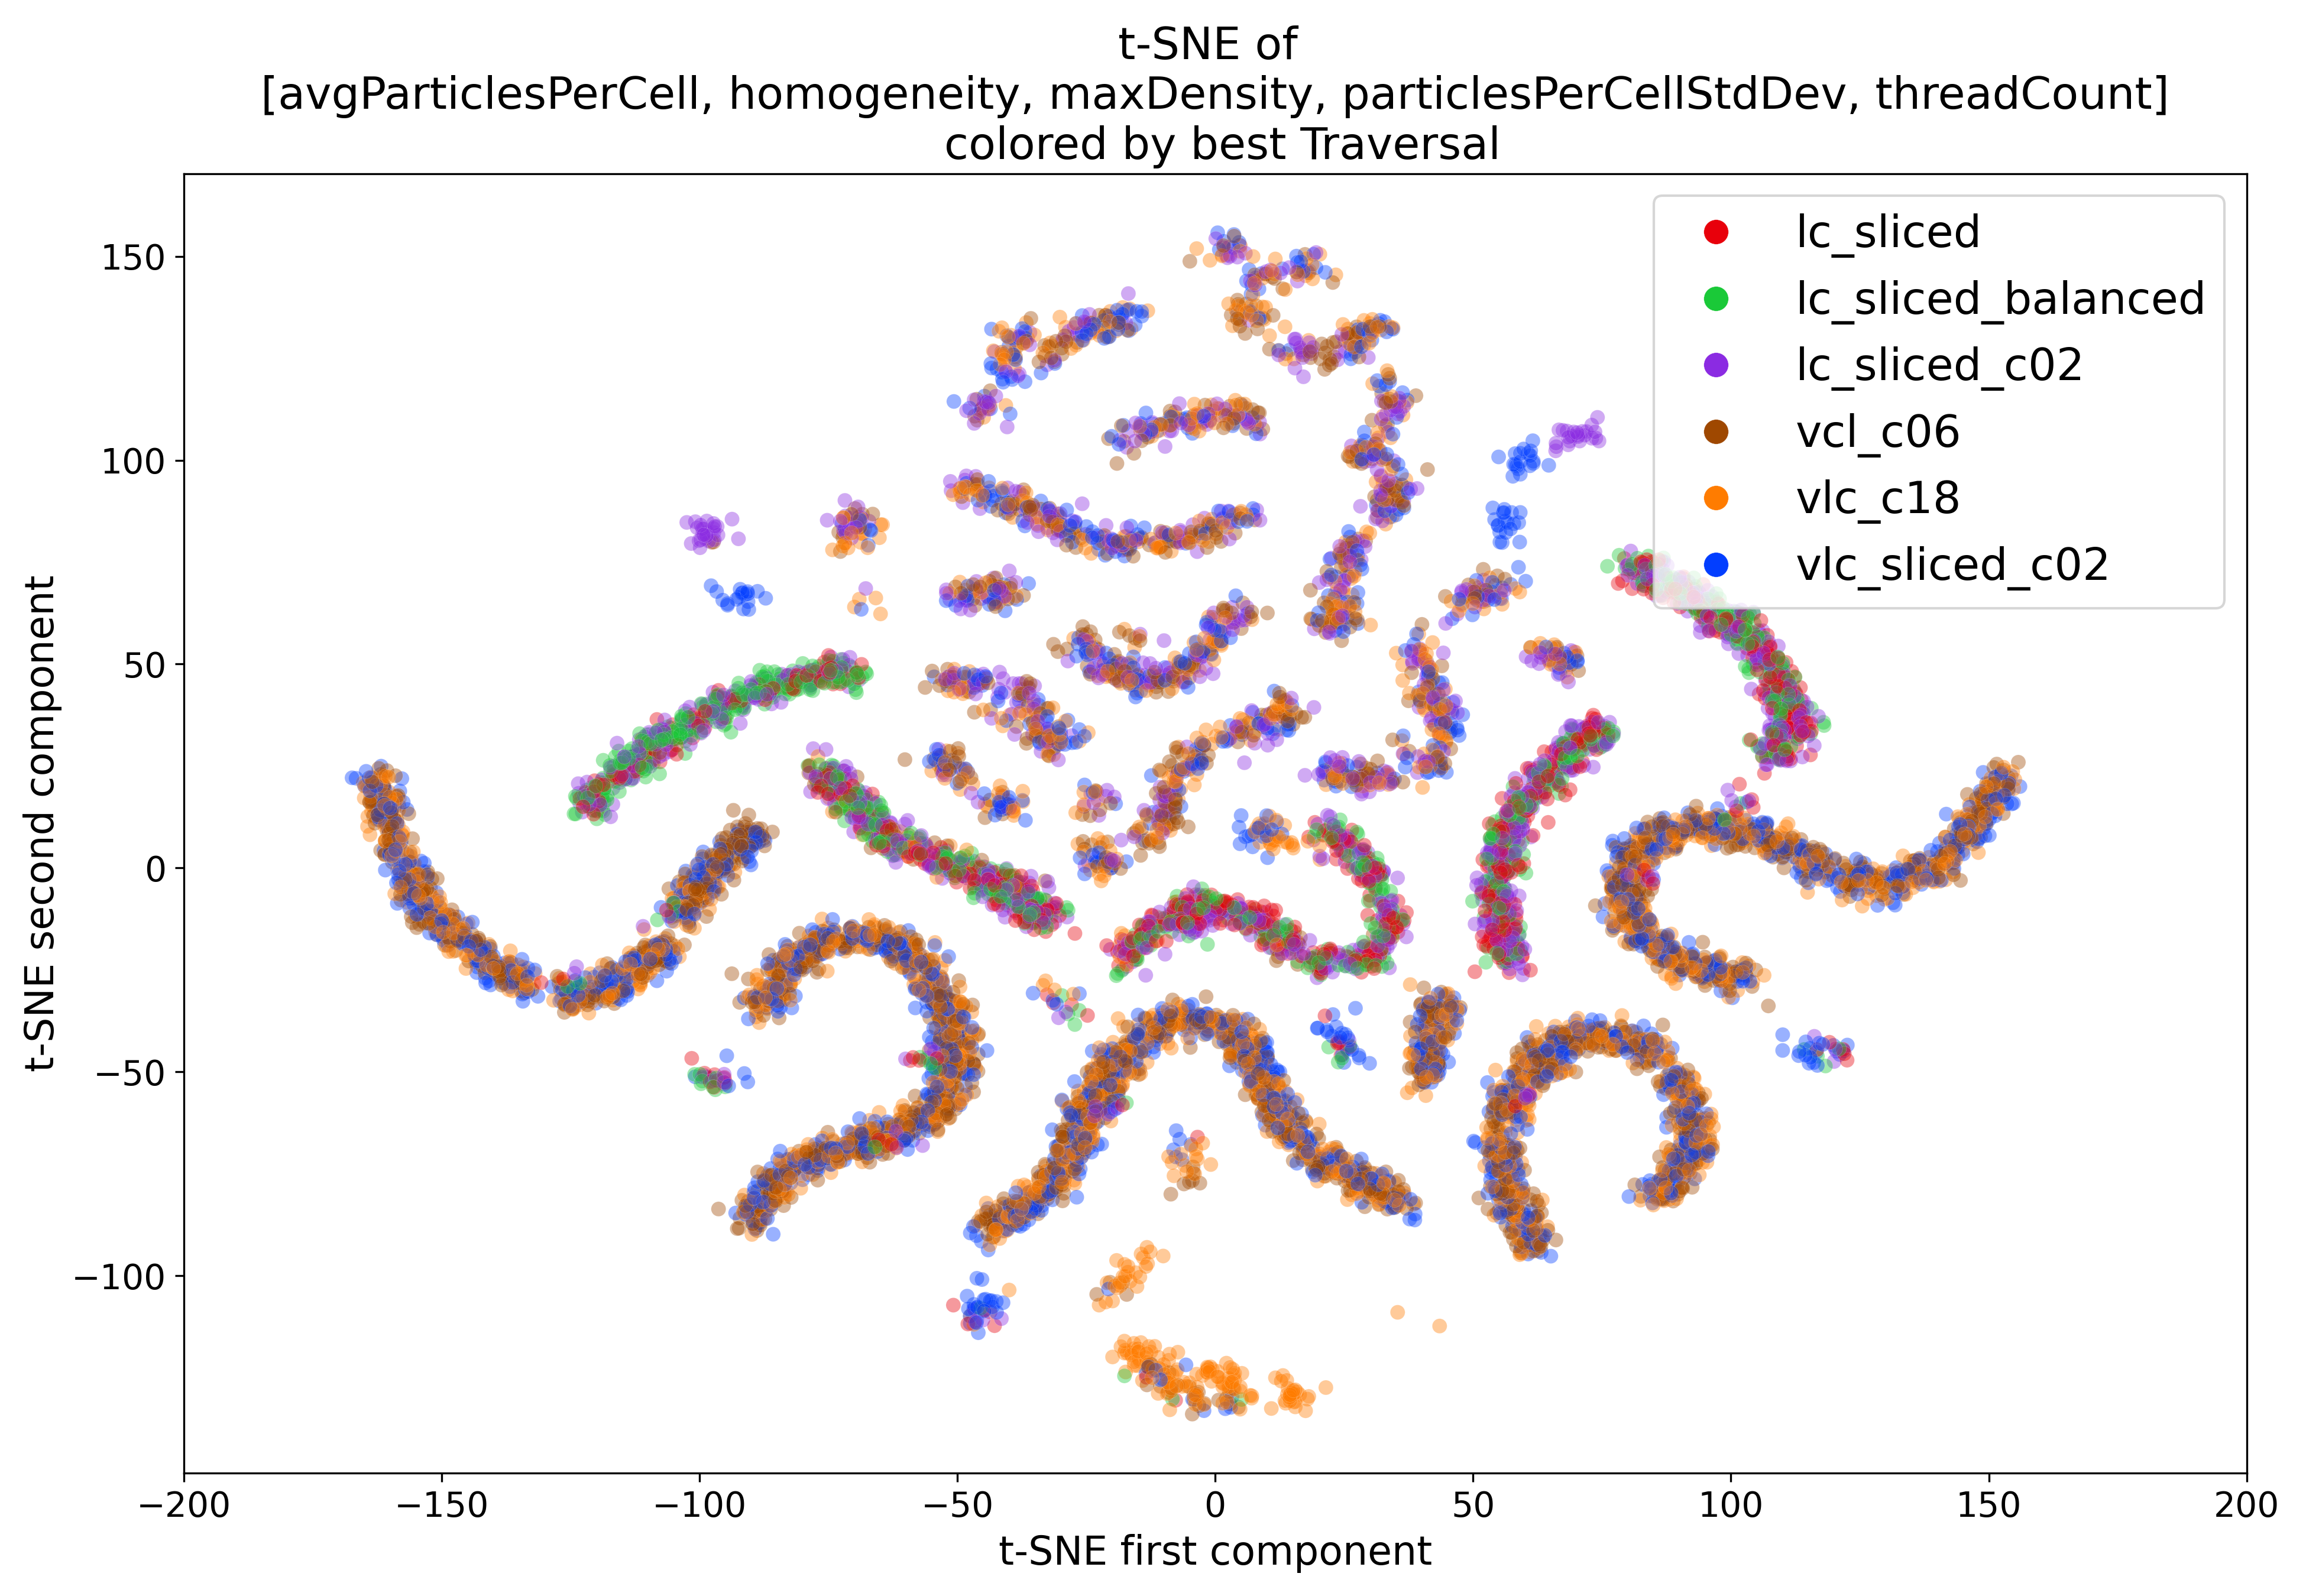 t-SNE of
[avgParticlesPerCell, homogeneity, maxDensity, particlesPerCellStdDev, threadCount]
colored by best Traversal
lc_sliced
lc_sliced_balanced
lc_sliced_c02
vcl_c06
vlc_c18
vlc_sliced_c02
t-SNE second component
150
100
50
0
−50
−100
−200
−150
−100
−50
0
50
100
150
200
t-SNE first component